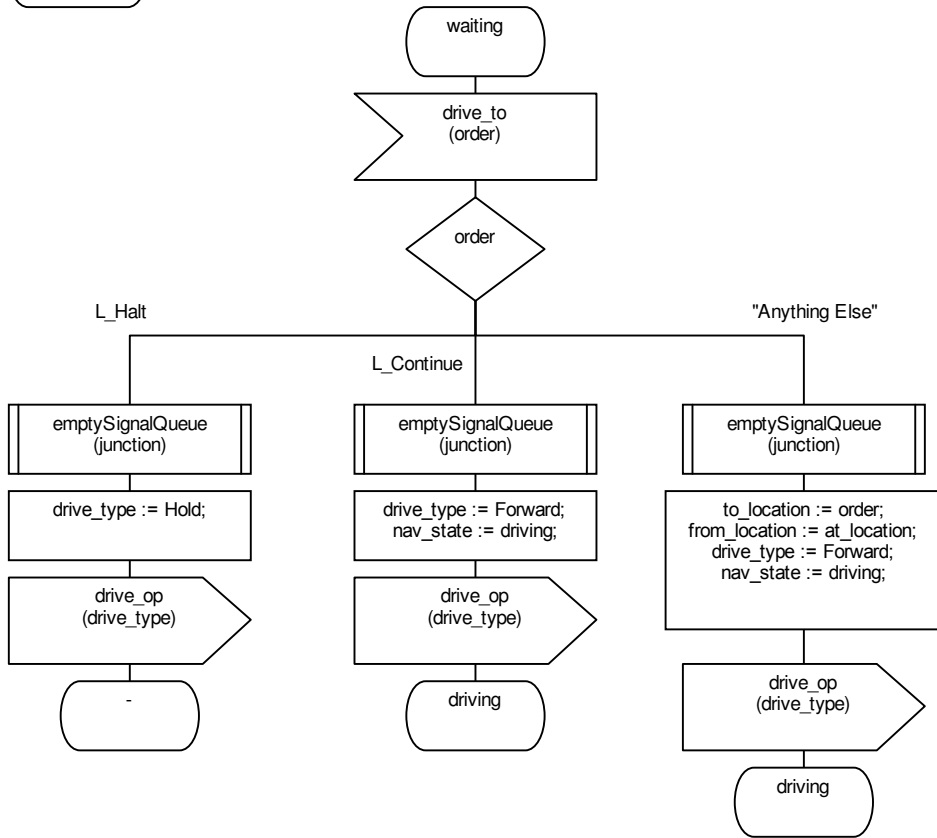 waiting
drive_to
(order)
order
L_Halt
"Anything Else"
L_Continue
emptySignalQueue
(junction)
drive_type := Hold;
drive_op
(drive_type)
-
emptySignalQueue
(junction)
drive_type := Forward;
nav_state := driving;
drive_op
(drive_type)
driving
emptySignalQueue
(junction)
to_location := order;
from_location := at_location;
drive_type := Forward;
nav_state := driving;
drive_op
(drive_type)
driving